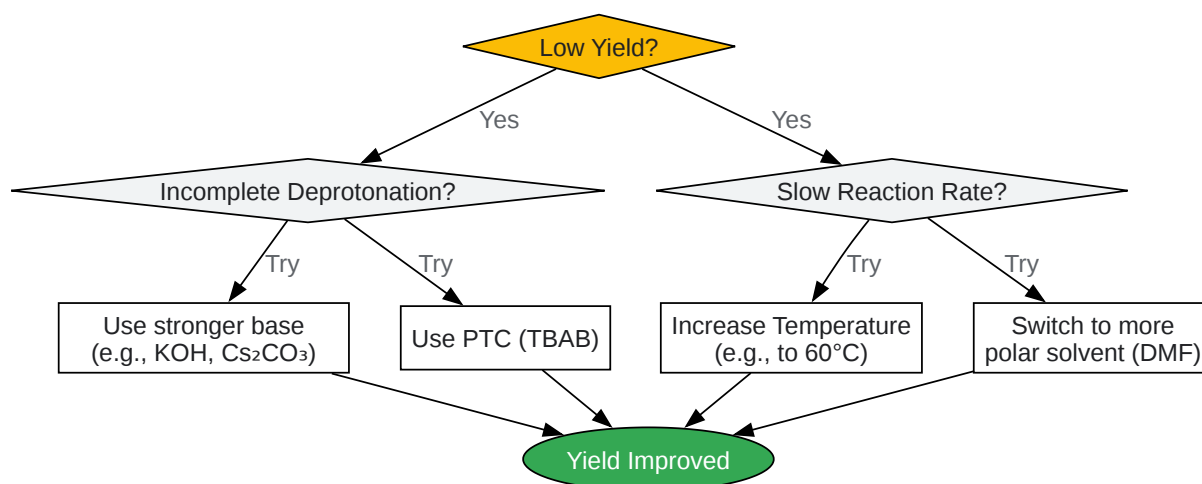 Low Yield?
Yes
Yes
Incomplete Deprotonation?
Slow Reaction Rate?
Try
Try
Try
Try
Use stronger base
(e.g., KOH, Cs₂CO₃)
Use PTC (TBAB)
Increase Temperature
(e.g., to 60°C)
Switch to more
polar solvent (DMF)
Yield Improved